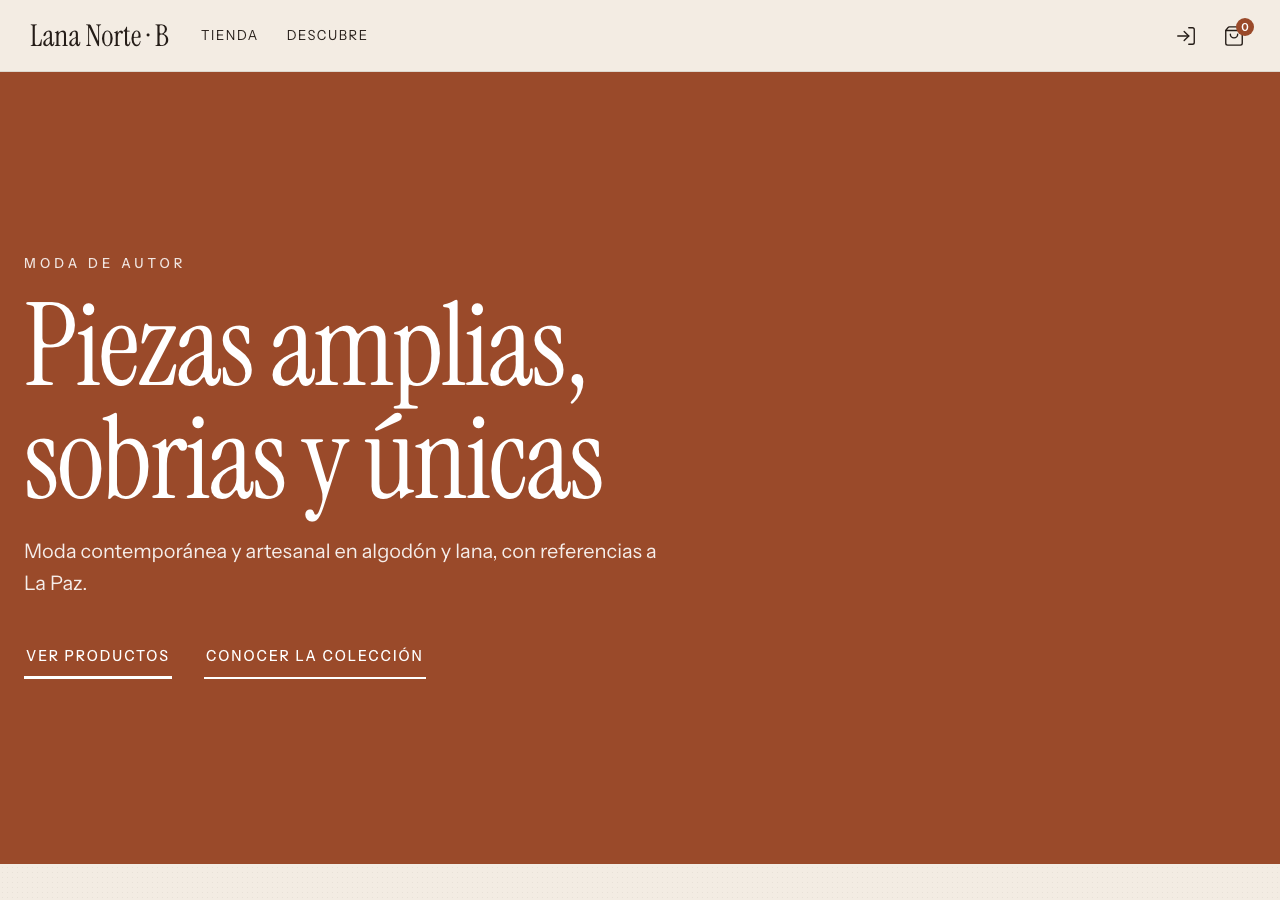 Lana Norte · B
TIENDA
DESCUBRE
0
MODA DE AUTOR
Piezas amplias,
sobrias y únicas
Moda contemporánea y artesanal en algodón y lana, con referencias a
La Paz.
VER PRODUCTOS
CONOCER LA COLECCIÓN